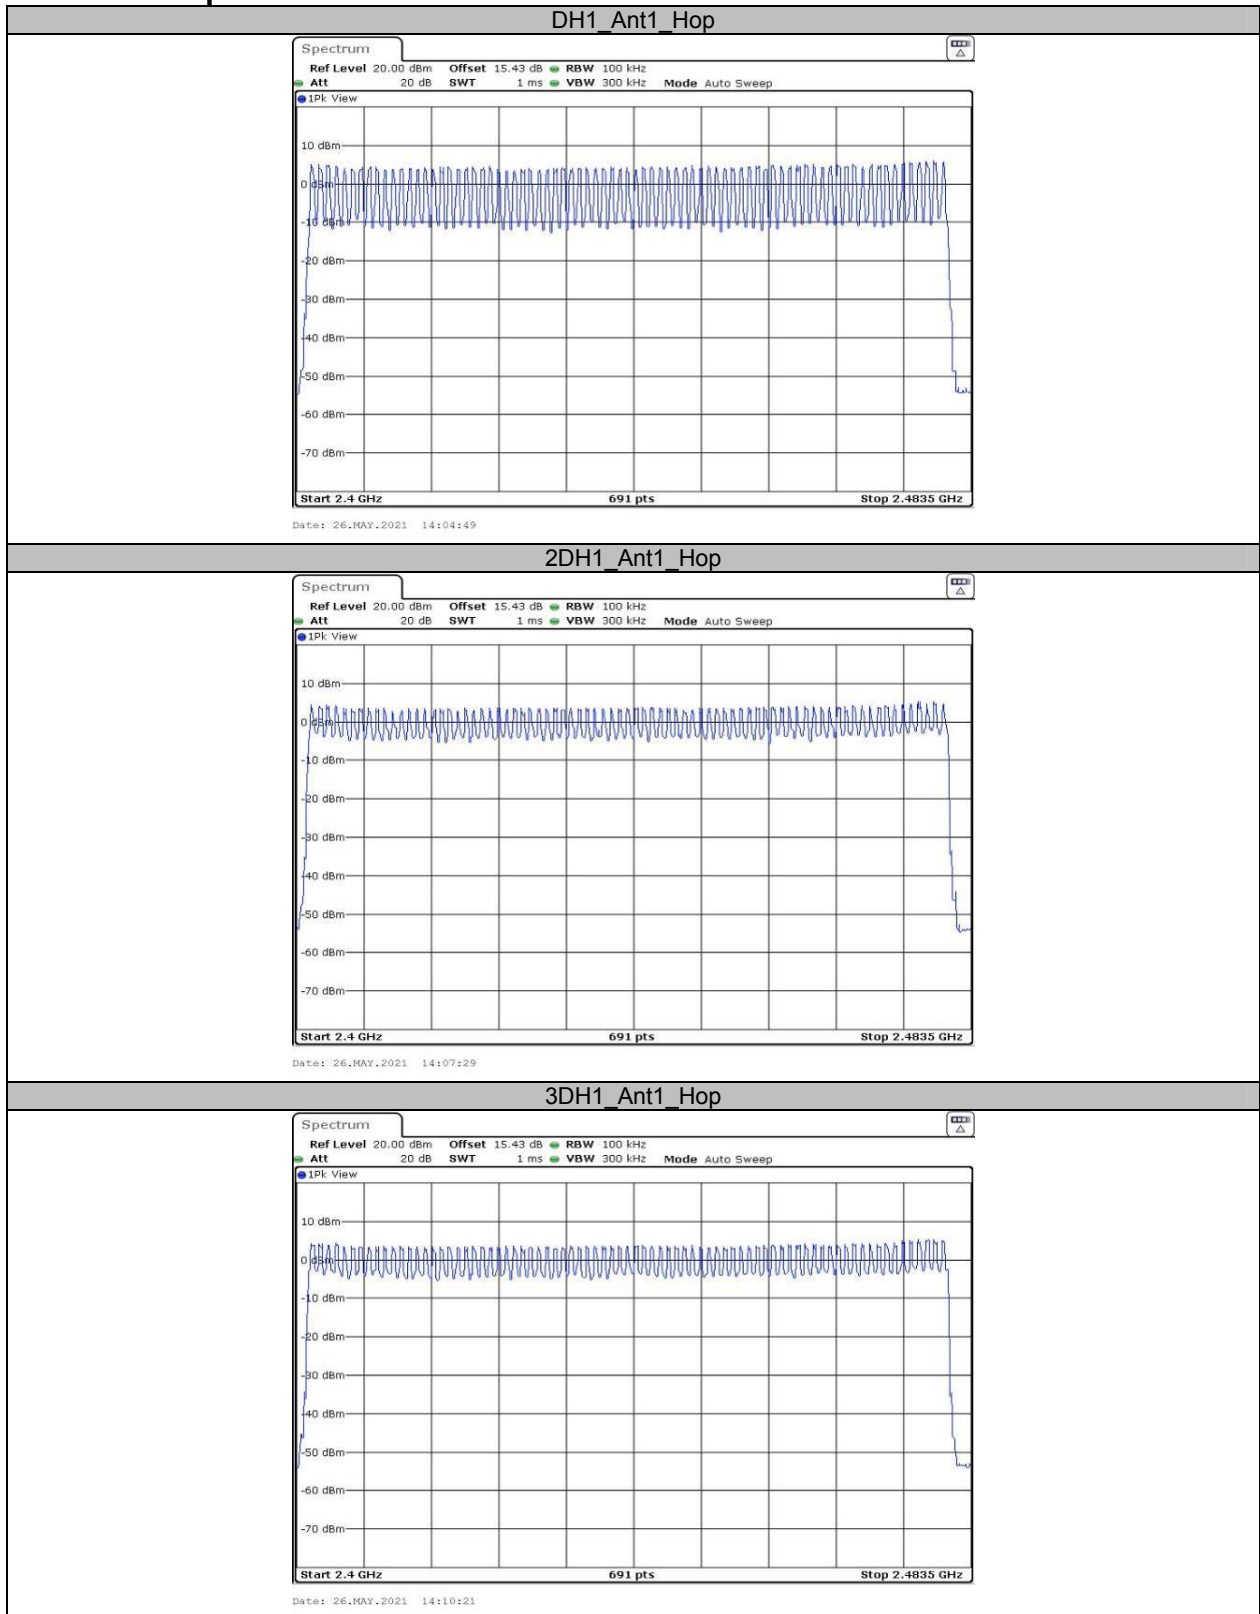 DH1_Ant1_Hop
Spectrum
Ref Level 20.00 dBm Offset 15.43 dB RBW 100 kHz
Att 20 dB SWT 1 ms VBW 300 kHz Mode Auto Sweep
1Pk View
10 dBm
0 dBm
-10 dBm
-20 dBm
-30 dBm
-40 dBm
-50 dBm
-60 dBm
-70 dBm
Start 2.4 GHz 691 pts Stop 2.4835 GHz
Date: 26.MAY.2021 14:04:49
2DH1_Ant1_Hop
Spectrum
Ref Level 20.00 dBm Offset 15.43 dB RBW 100 kHz
Att 20 dB SWT 1 ms VBW 300 kHz Mode Auto Sweep
1Pk View
10 dBm
0 dBm
-10 dBm
-20 dBm
-30 dBm
-40 dBm
-50 dBm
-60 dBm
-70 dBm
Start 2.4 GHz 691 pts Stop 2.4835 GHz
Date: 26.MAY.2021 14:07:29
3DH1_Ant1_Hop
Spectrum
Ref Level 20.00 dBm Offset 15.43 dB RBW 100 kHz
Att 20 dB SWT 1 ms VBW 300 kHz Mode Auto Sweep
1Pk View
10 dBm
0 dBm
-10 dBm
-20 dBm
-30 dBm
-40 dBm
-50 dBm
-60 dBm
-70 dBm
Start 2.4 GHz 691 pts Stop 2.4835 GHz
Date: 26.MAY.2021 14:10:21